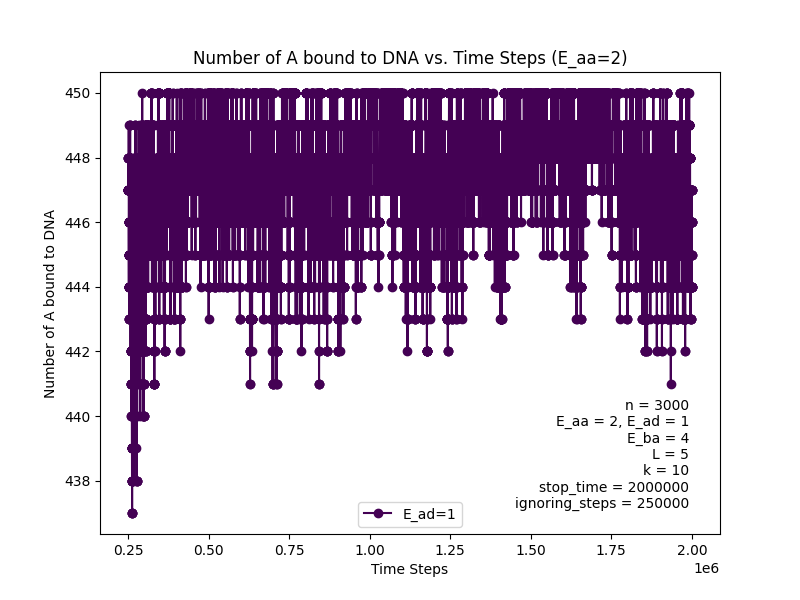 Number of A bound to DNA vs. Time Steps (E_aa=2)
Number of A bound to DNA
450
448
446
444
442
440
438
n = 3000
E_aa = 2, E_ad = 1
E_ba = 4
L = 5
k = 10
stop_time = 2000000
ignoring_steps = 250000
E_ad=1
0.25 0.50 0.75 1.00 1.25 1.50 1.75 2.00
1e6
Time Steps